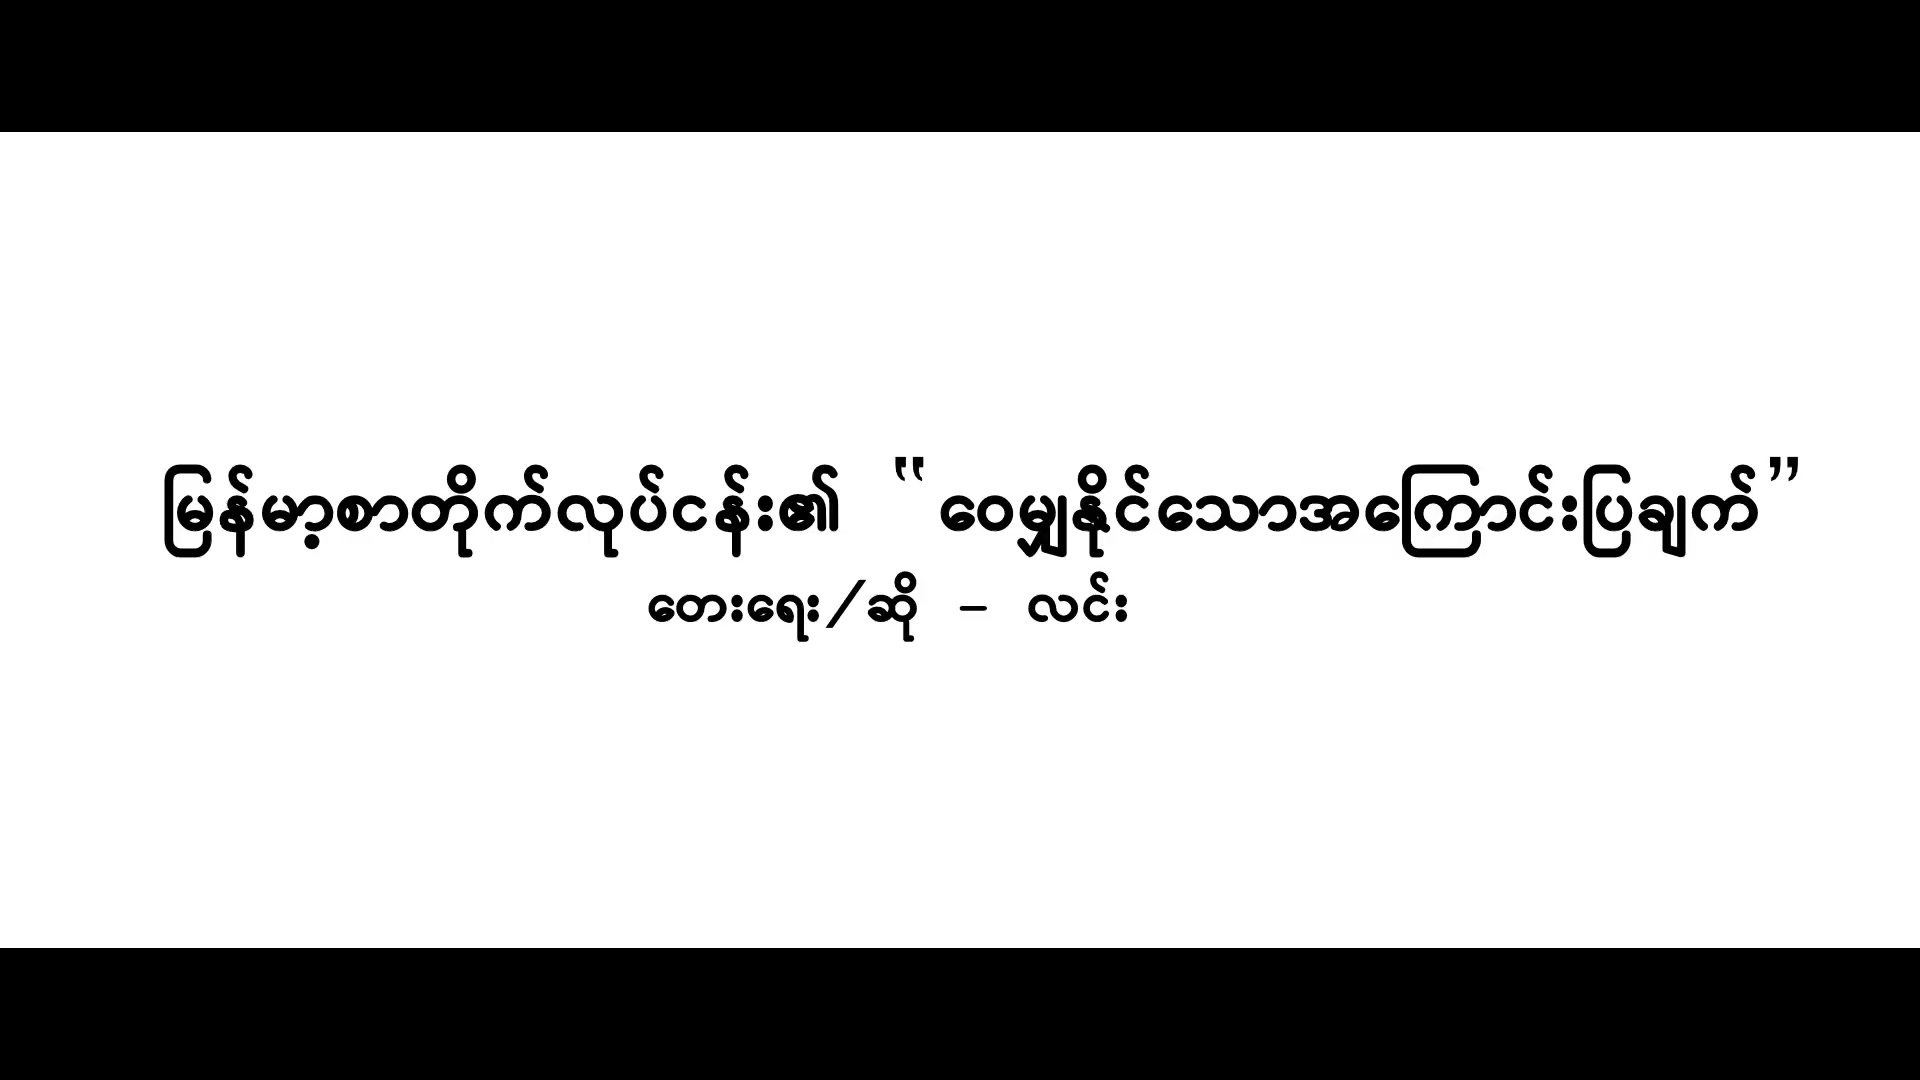 မြန်မာ့စာတိုက်လုပ်ငန်း၏ “ဝေမျှနိုင်သောအကြောင်းပြချက်”
တေးရေး/ဆို – လင်း